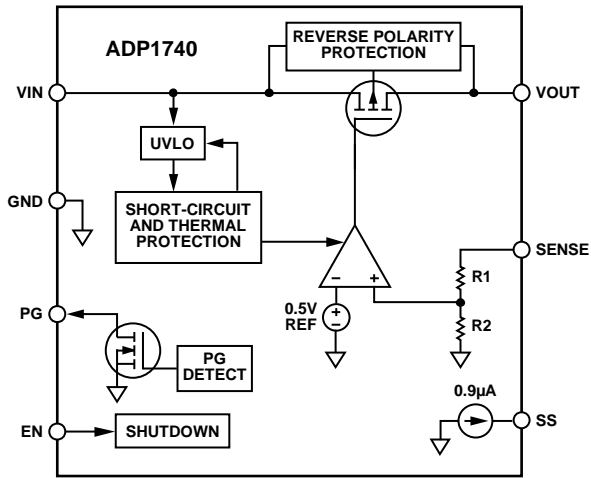 ADP1740
REVERSE POLARITY
PROTECTION
VIN
VOUT
UVLO
GND
SHORT-CIRCUIT
AND THERMAL
PROTECTION
SENSE
R1
– +
0.5V
REF
+
–
R2
PG
PG
DETECT
0.9µA
EN
SHUTDOWN
SS